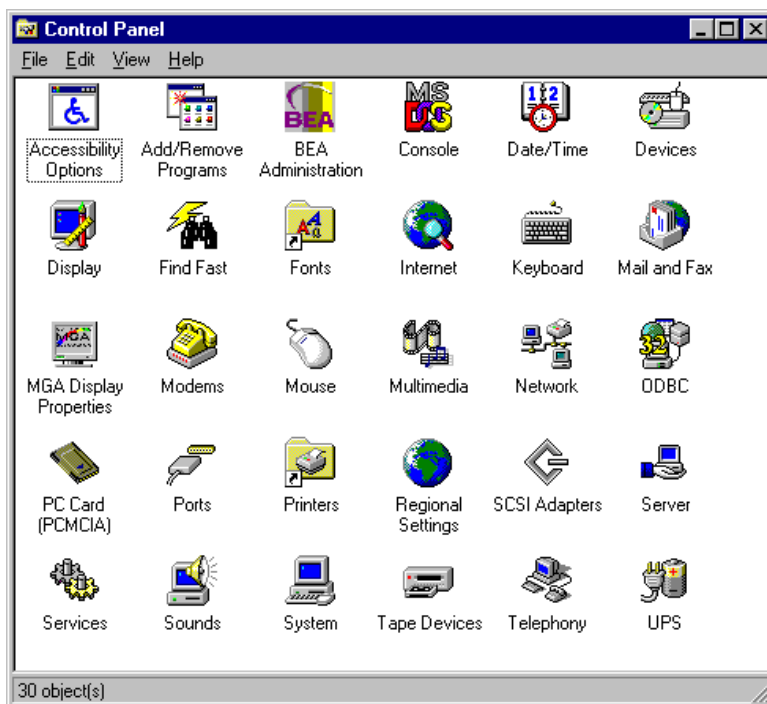 Control Panel
File Edit View Help
MS
DOS
12
BEA
Accessibility Options
Add/Remove Programs
BEA Administration
Console
Date/Time
Devices
Display
Find Fast
Fonts
Internet
Keyboard
Mail and Fax
MGA
32
MGA Display Properties
Modems
Mouse
Multimedia
Network
ODBC
PC Card (PCMCIA)
Ports
Printers
Regional Settings
SCSI Adapters
Server
Services
Sounds
System
Tape Devices
Telephony
UPS
30 object(s)